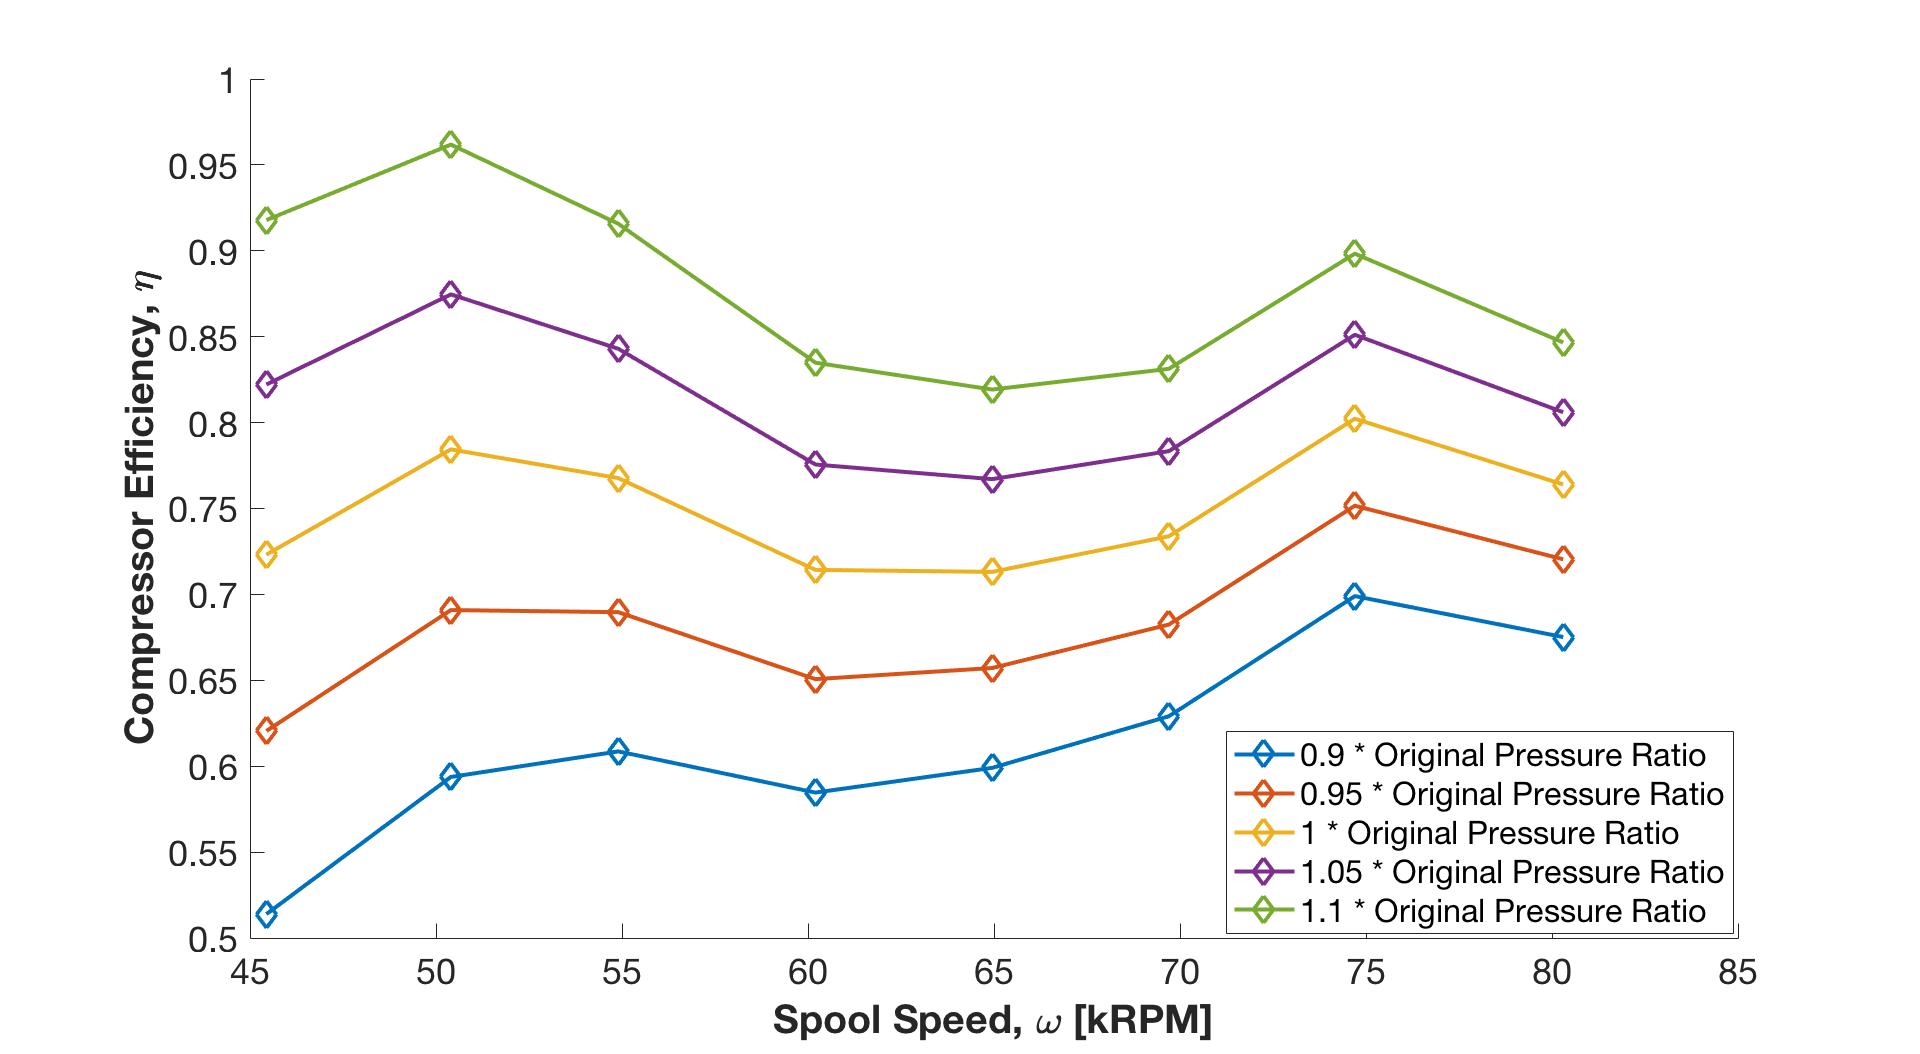 1
0.95
0.9
0.85
0.8
0.75
0.7
0.65
0.6
0.55
0.5
Compressor Efficiency, η
45 50 55 60 65 70 75 80 85
Spool Speed, ω [kRPM]
0.9 * Original Pressure Ratio
0.95 * Original Pressure Ratio
1 * Original Pressure Ratio
1.05 * Original Pressure Ratio
1.1 * Original Pressure Ratio